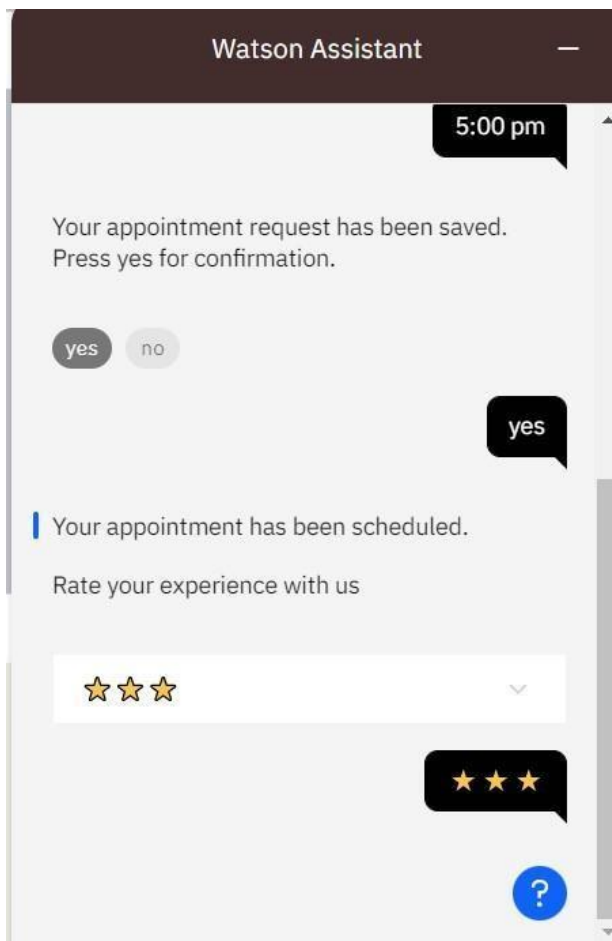 Watson Assistant
5:00 pm
Your appointment request has been saved.
Press yes for confirmation.
yes no
yes
Your appointment has been scheduled.
Rate your experience with us
⭐⭐⭐
★ ★ ★
?